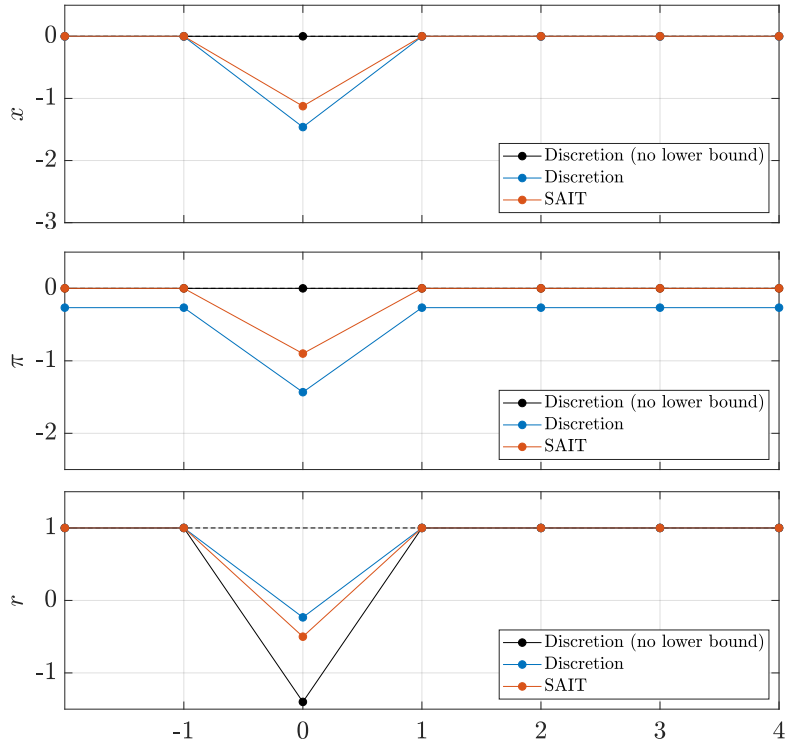 0
-1
-2
-3
x
Discretion (no lower bound)
Discretion
SAIT
0
-1
-2
π
Discretion (no lower bound)
Discretion
SAIT
1
0
-1
r
Discretion (no lower bound)
Discretion
SAIT
-1 0 1 2 3 4